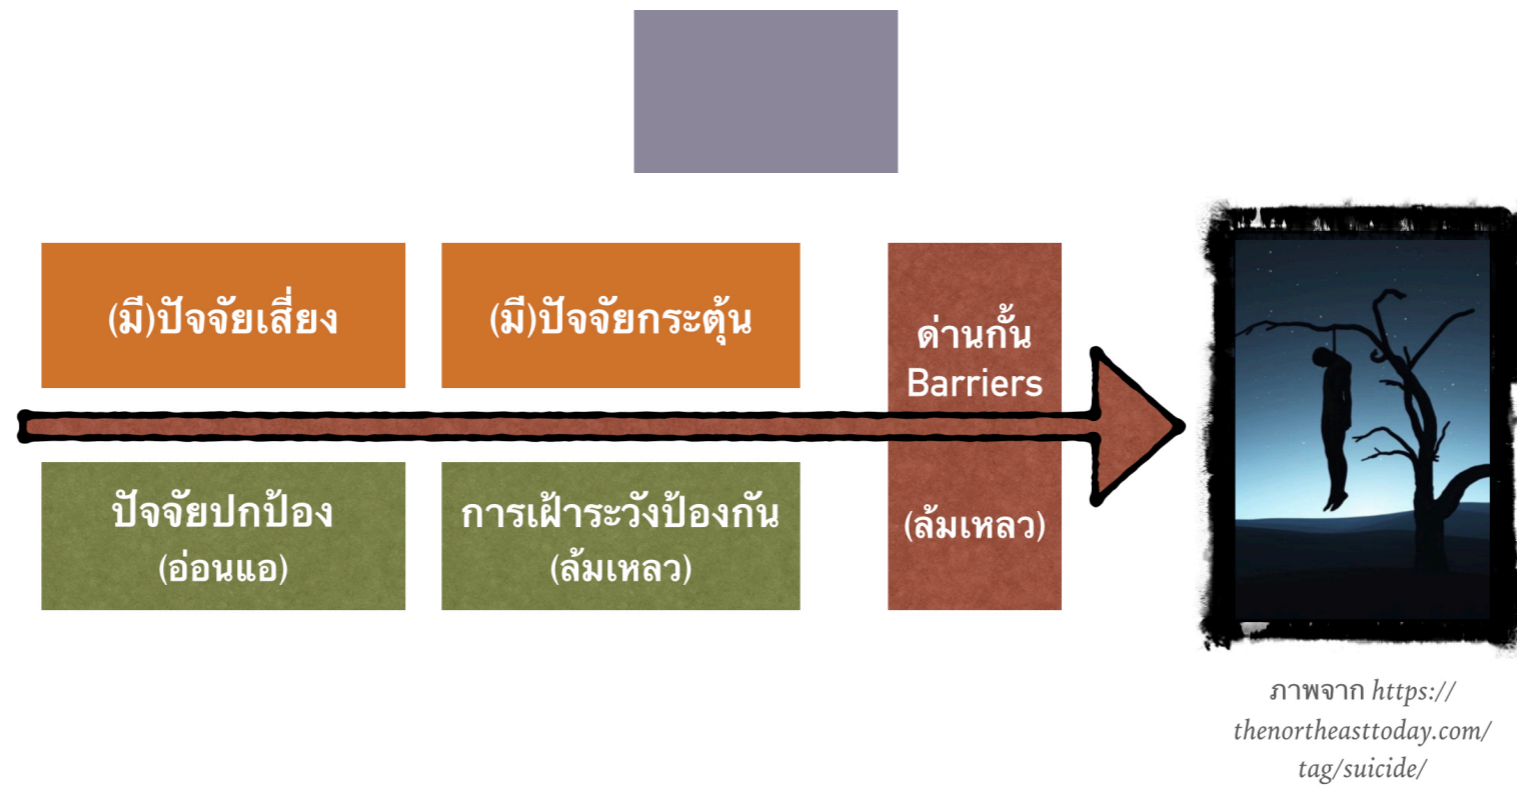 (มี)ปัจจัยเสี่ยง
(มี)ปัจจัยกระตุ้น
ด่านกั้น
Barriers
ปัจจัยปกป้อง
(อ่อนแอ)
การเฝ้าระวังป้องกัน
(ล้มเหลว)
(ล้มเหลว)
ภาพจาก https://
thenortheasttoday.com/
tag/suicide/